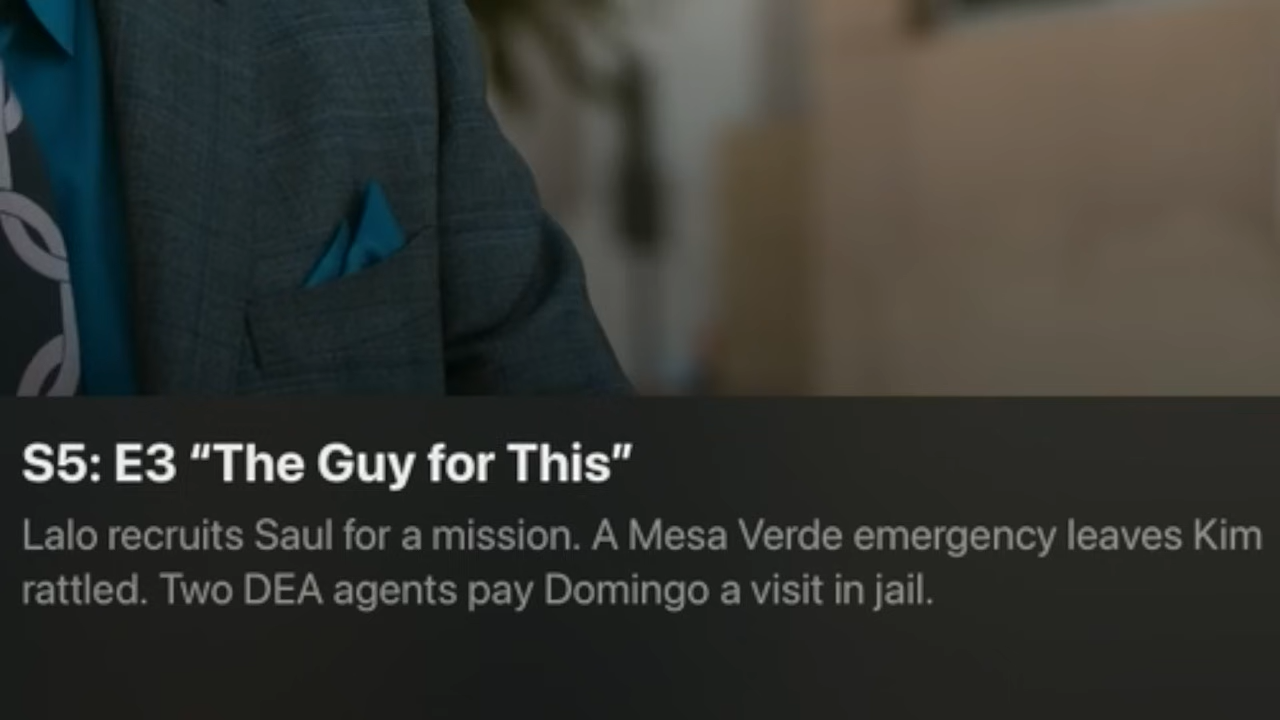 S5: E3 “The Guy for This”
Lalo recruits Saul for a mission. A Mesa Verde emergency leaves Kim
rattled. Two DEA agents pay Domingo a visit in jail.